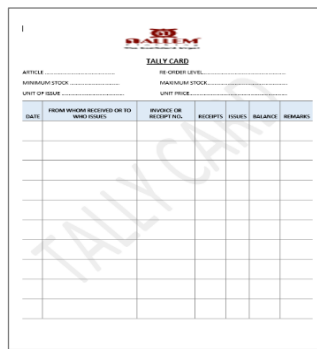 TALLY CARD
ARTICLE ............................ RE-ORDER LEVEL................................
MINIMUM STOCK ....................... MAXIMUM STOCK..............................
UNIT OF ISSUE ......................... UNIT PRICE......................................
DATE FROM WHOM RECEIVED OR TO WHO ISSUES INVOICE OR RECEIPT NO. RECEIPTS ISSUES BALANCE REMARKS
TALLY CARD